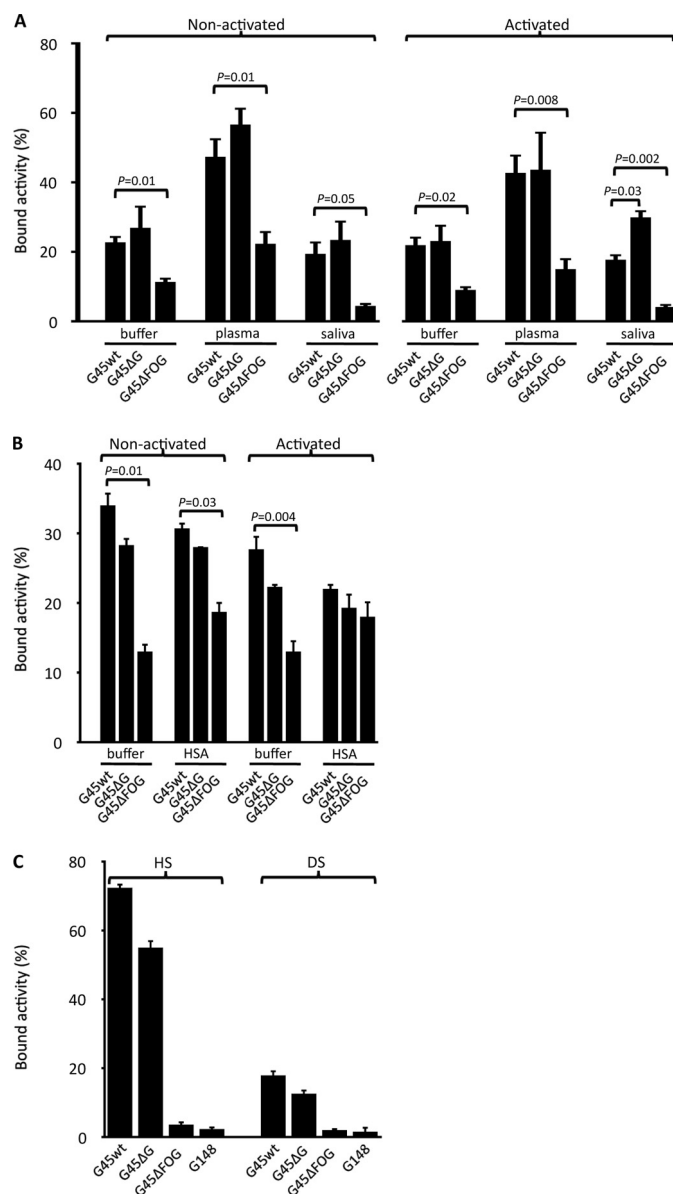 A
Non-activated
Activated
80
60
40
20
0
Bound activity (%)
P=0.01
P=0.01
P=0.05
P=0.02
P=0.008
P=0.03
P=0.002
buffer
plasma
saliva
buffer
plasma
saliva
G45wt
G45ΔG
G45ΔFOG
G45wt
G45ΔG
G45ΔFOG
G45wt
G45ΔG
G45ΔFOG
G45wt
G45ΔG
G45ΔFOG
G45wt
G45ΔG
G45ΔFOG
G45wt
G45ΔG
G45ΔFOG
B
Non-activated
Activated
40
30
20
10
0
Bound activity (%)
P=0.01
P=0.03
P=0.004
buffer
HSA
buffer
HSA
G45wt
G45ΔG
G45ΔFOG
G45wt
G45ΔG
G45ΔFOG
G45wt
G45ΔG
G45ΔFOG
G45wt
G45ΔG
G45ΔFOG
C
HS
DS
80
60
40
20
0
Bound activity (%)
G45wt
G45ΔG
G45ΔFOG
G148
G45wt
G45ΔG
G45ΔFOG
G148